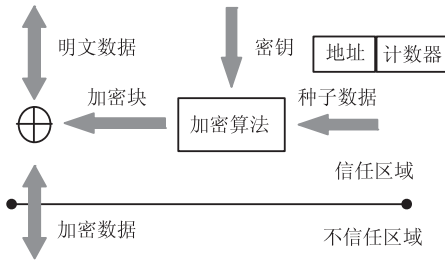 明文数据
密钥
地址 计数器
加密块
加密算法
种子数据
信任区域
加密数据
不信任区域